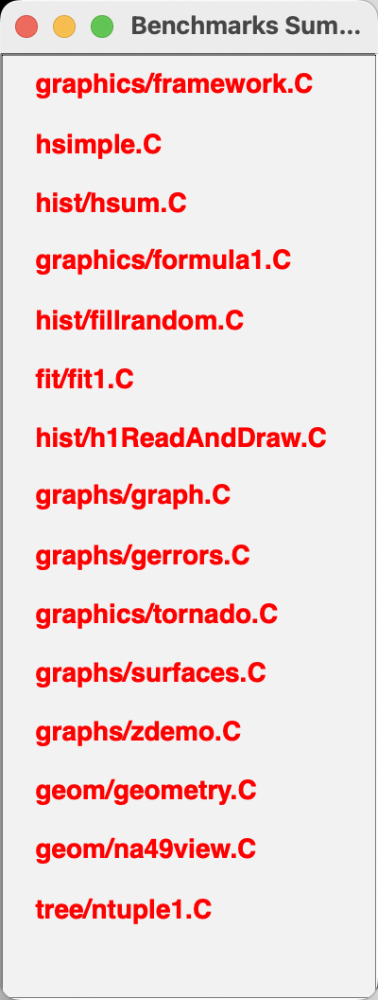 Benchmarks Sum...
graphics/framework.C
hsimple.C
hist/hsum.C
graphics/formula1.C
hist/fillrandom.C
fit/fit1.C
hist/h1ReadAndDraw.C
graphs/graph.C
graphs/gerrors.C
graphics/tornado.C
graphs/surfaces.C
graphs/zdemo.C
geom/geometry.C
geom/na49view.C
tree/ntuple1.C